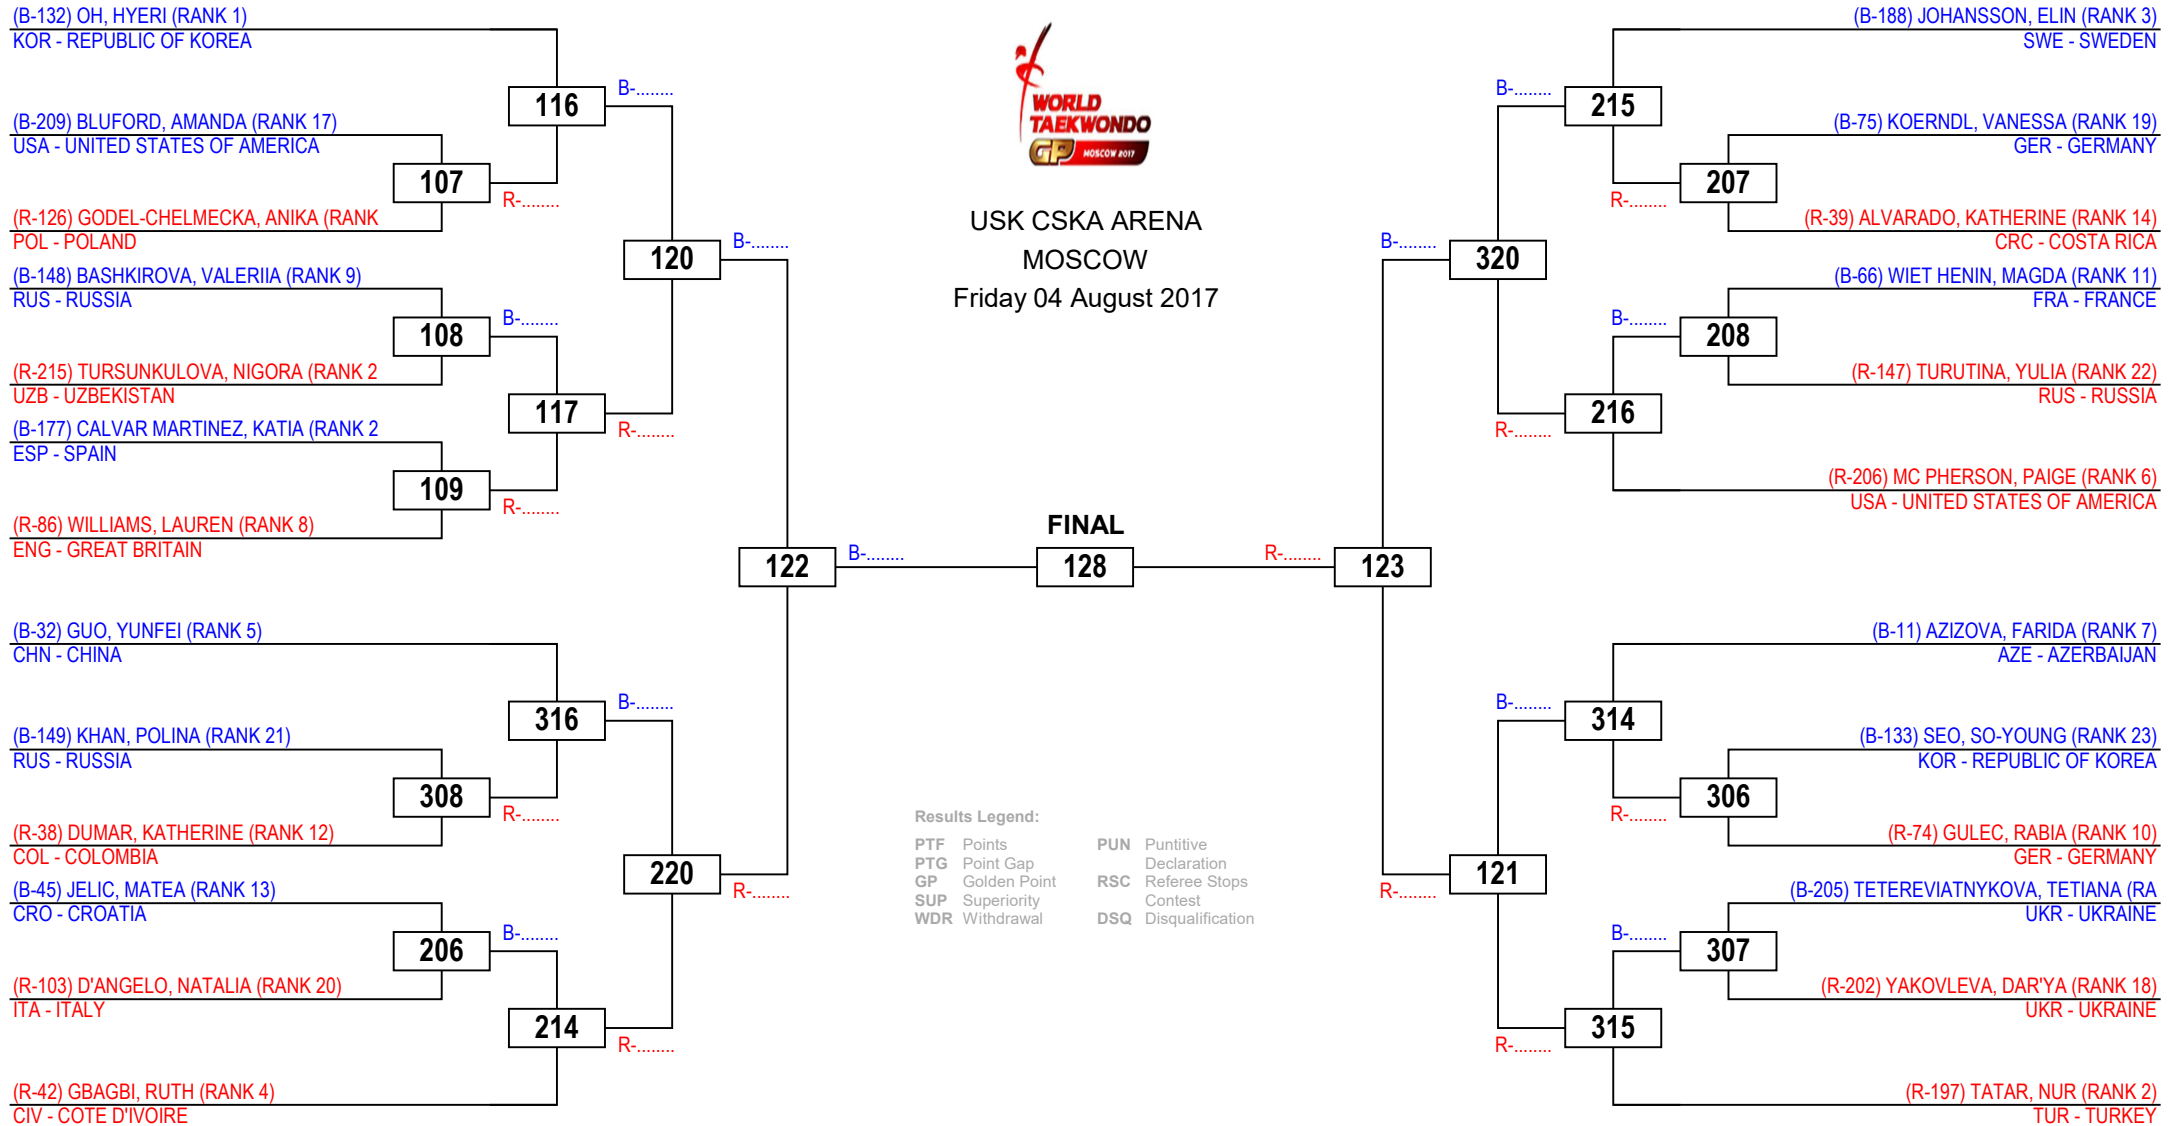 (B-132) OH, HYERI (RANK 1)
KOR - REPUBLIC OF KOREA
(B-209) BLUFORD, AMANDA (RANK 17)
USA - UNITED STATES OF AMERICA
(R-126) GODEL-CHELMECKA, ANIKA (RANK
POL - POLAND
(B-148) BASHKIROVA, VALERIIA (RANK 9)
RUS - RUSSIA
(R-215) TURSUNKULOVA, NIGORA (RANK 2
UZB - UZBEKISTAN
(B-177) CALVAR MARTINEZ, KATIA (RANK 2
ESP - SPAIN
(R-86) WILLIAMS, LAUREN (RANK 8)
ENG - GREAT BRITAIN
(B-32) GUO, YUNFEI (RANK 5)
CHN - CHINA
(B-149) KHAN, POLINA (RANK 21)
RUS - RUSSIA
(R-38) DUMAR, KATHERINE (RANK 12)
COL - COLOMBIA
(B-45) JELIC, MATEA (RANK 13)
CRO - CROATIA
(R-103) D'ANGELO, NATALIA (RANK 20)
ITA - ITALY
(R-42) GBAGBI, RUTH (RANK 4)
CIV - COTE D'IVOIRE
107
R-........
108
B-........
109
R-........
308
R-........
206
B-........
116
B-........
117
R-........
316
B-........
214
R-........
120
B-........
220
R-........
122
B-........
WORLD
TAEKWONDO
GP MOSCOW 2017
USK CSKA ARENA
MOSCOW
Friday 04 August 2017
FINAL
128
Results Legend:
PTF Points
PTG Point Gap
GP Golden Point
SUP Superiority
WDR Withdrawal
PUN Puntitive
Declaration
RSC Referee Stops
Contest
DSQ Disqualification
R-........
123
B-........
320
R-........
121
B-........
215
R-........
216
B-........
314
R-........
315
R-........
207
B-........
208
R-........
306
B-........
307
(B-188) JOHANSSON, ELIN (RANK 3)
SWE - SWEDEN
(B-75) KOERNDL, VANESSA (RANK 19)
GER - GERMANY
(R-39) ALVARADO, KATHERINE (RANK 14)
CRC - COSTA RICA
(B-66) WIET HENIN, MAGDA (RANK 11)
FRA - FRANCE
(R-147) TURUTINA, YULIA (RANK 22)
RUS - RUSSIA
(R-206) MC PHERSON, PAIGE (RANK 6)
USA - UNITED STATES OF AMERICA
(B-11) AZIZOVA, FARIDA (RANK 7)
AZE - AZERBAIJAN
(B-133) SEO, SO-YOUNG (RANK 23)
KOR - REPUBLIC OF KOREA
(R-74) GULEC, RABIA (RANK 10)
GER - GERMANY
(B-205) TETEREVIATNYKOVA, TETIANA (RA
UKR - UKRAINE
(R-202) YAKOVLEVA, DAR'YA (RANK 18)
UKR - UKRAINE
(R-197) TATAR, NUR (RANK 2)
TUR - TURKEY